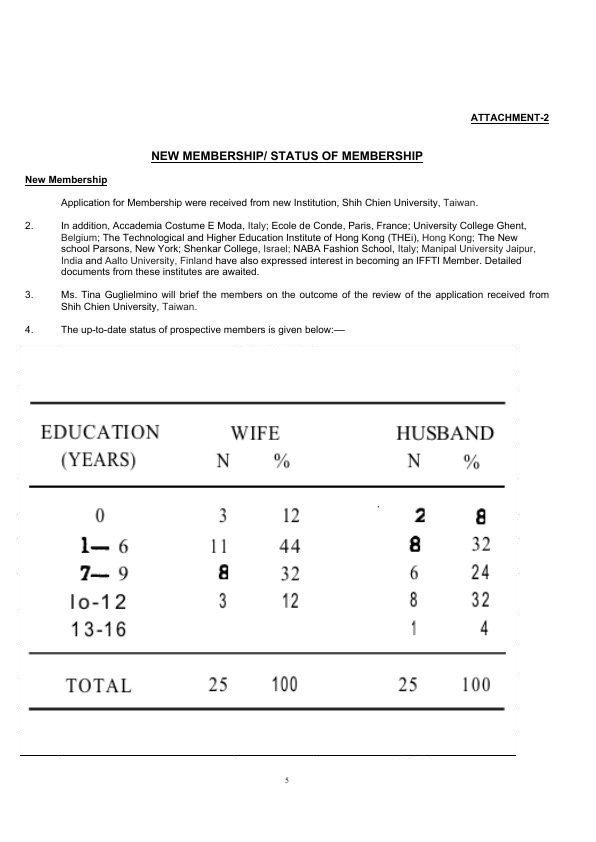 ATTACHMENT-2
NEW MEMBERSHIP/ STATUS OF MEMBERSHIP
New Membership
Application for Membership were received from new Institution, Shih Chien University, Taiwan.
2. In addition, Accademia Costume E Moda, Italy; Ecole de Conde, Paris, France; University College Ghent,
Belgium; The Technological and Higher Education Institute of Hong Kong (THEi), Hong Kong; The New
school Parsons, New York; Shenkar College, Israel; NABA Fashion School, Italy; Manipal University Jaipur,
India and Aalto University, Finland have also expressed interest in becoming an IFFTI Member. Detailed
documents from these institutes are awaited.
3. Ms. Tina Guglielmino will brief the members on the outcome of the review of the application received from
Shih Chien University, Taiwan.
4. The up-to-date status of prospective members is given below:—
EDUCATION WIFE HUSBAND
(YEARS) N % N %
0 3 12 2 8
1— 6 11 44 8 32
7— 9 8 32 6 24
lo-12 3 12 8 32
13-16 1 4
TOTAL 25 100 25 100
5